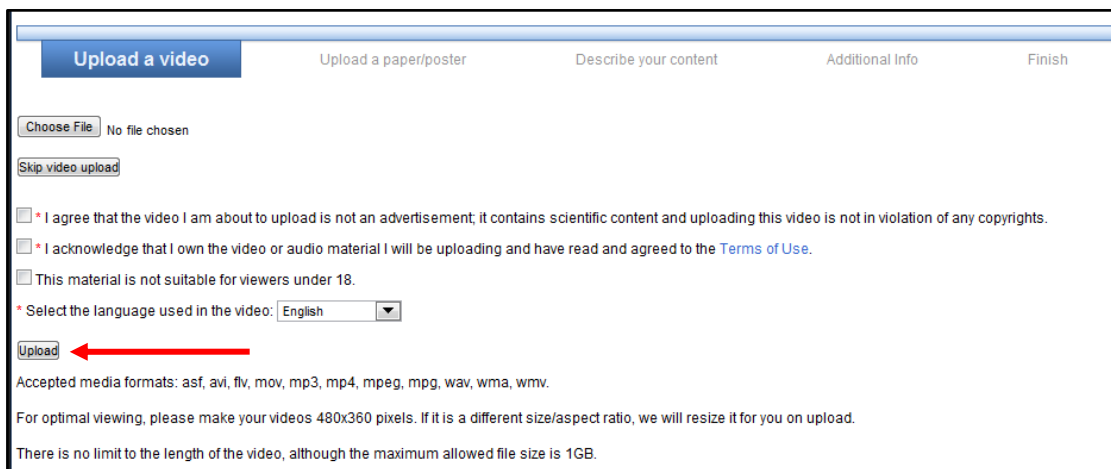 Upload a video Upload a paper/poster Describe your content Additional Info Finish
Choose File No file chosen
Skip video upload
* I agree that the video I am about to upload is not an advertisement; it contains scientific content and uploading this video is not in violation of any copyrights.
* I acknowledge that I own the video or audio material I will be uploading and have read and agreed to the Terms of Use.
This material is not suitable for viewers under 18.
* Select the language used in the video: English
Upload
Accepted media formats: asf, avi, flv, mov, mp3, mp4, mpeg, mpg, wav, wma, wmv.
For optimal viewing, please make your videos 480x360 pixels. If it is a different size/aspect ratio, we will resize it for you on upload.
There is no limit to the length of the video, although the maximum allowed file size is 1GB.